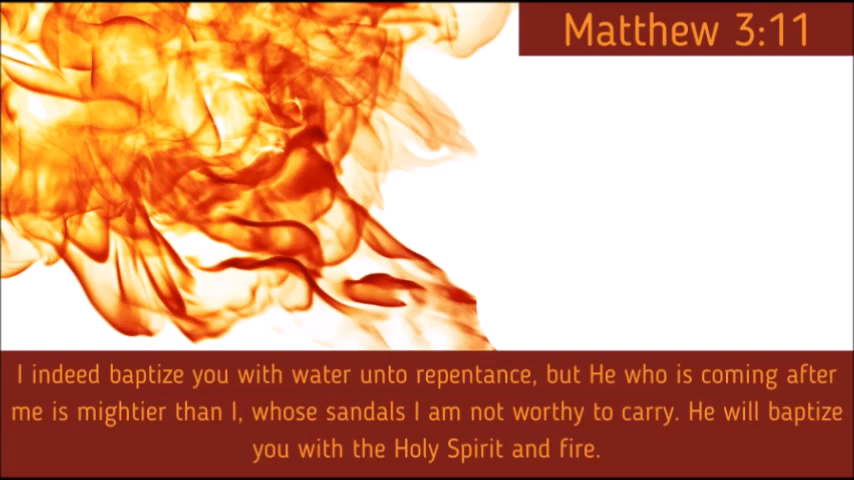 Matthew 3:11
I indeed baptize you with water unto repentance, but He who is coming after
me is mightier than I, whose sandals I am not worthy to carry. He will baptize
you with the Holy Spirit and fire.